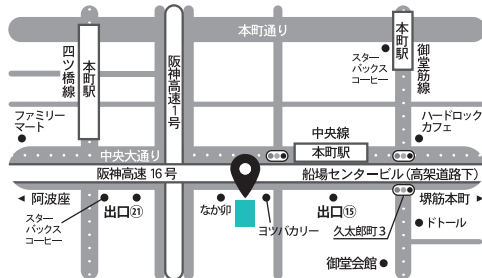 本町通り
四ツ橋線
本町駅
阪神高速1号
スター
バックス
コーヒー
本町駅
御堂筋線
ファミリー
マート
ハードロック
カフェ
中央線
本町駅
中央大通り
阪神高速 16号
船場センタービル(高架道路下)
阿波座
堺筋本町
スター
バックス
コーヒー
出口㉑
なか卯
ヨツバカリー
出口⑮
久太郎町3
ドトール
御堂会館